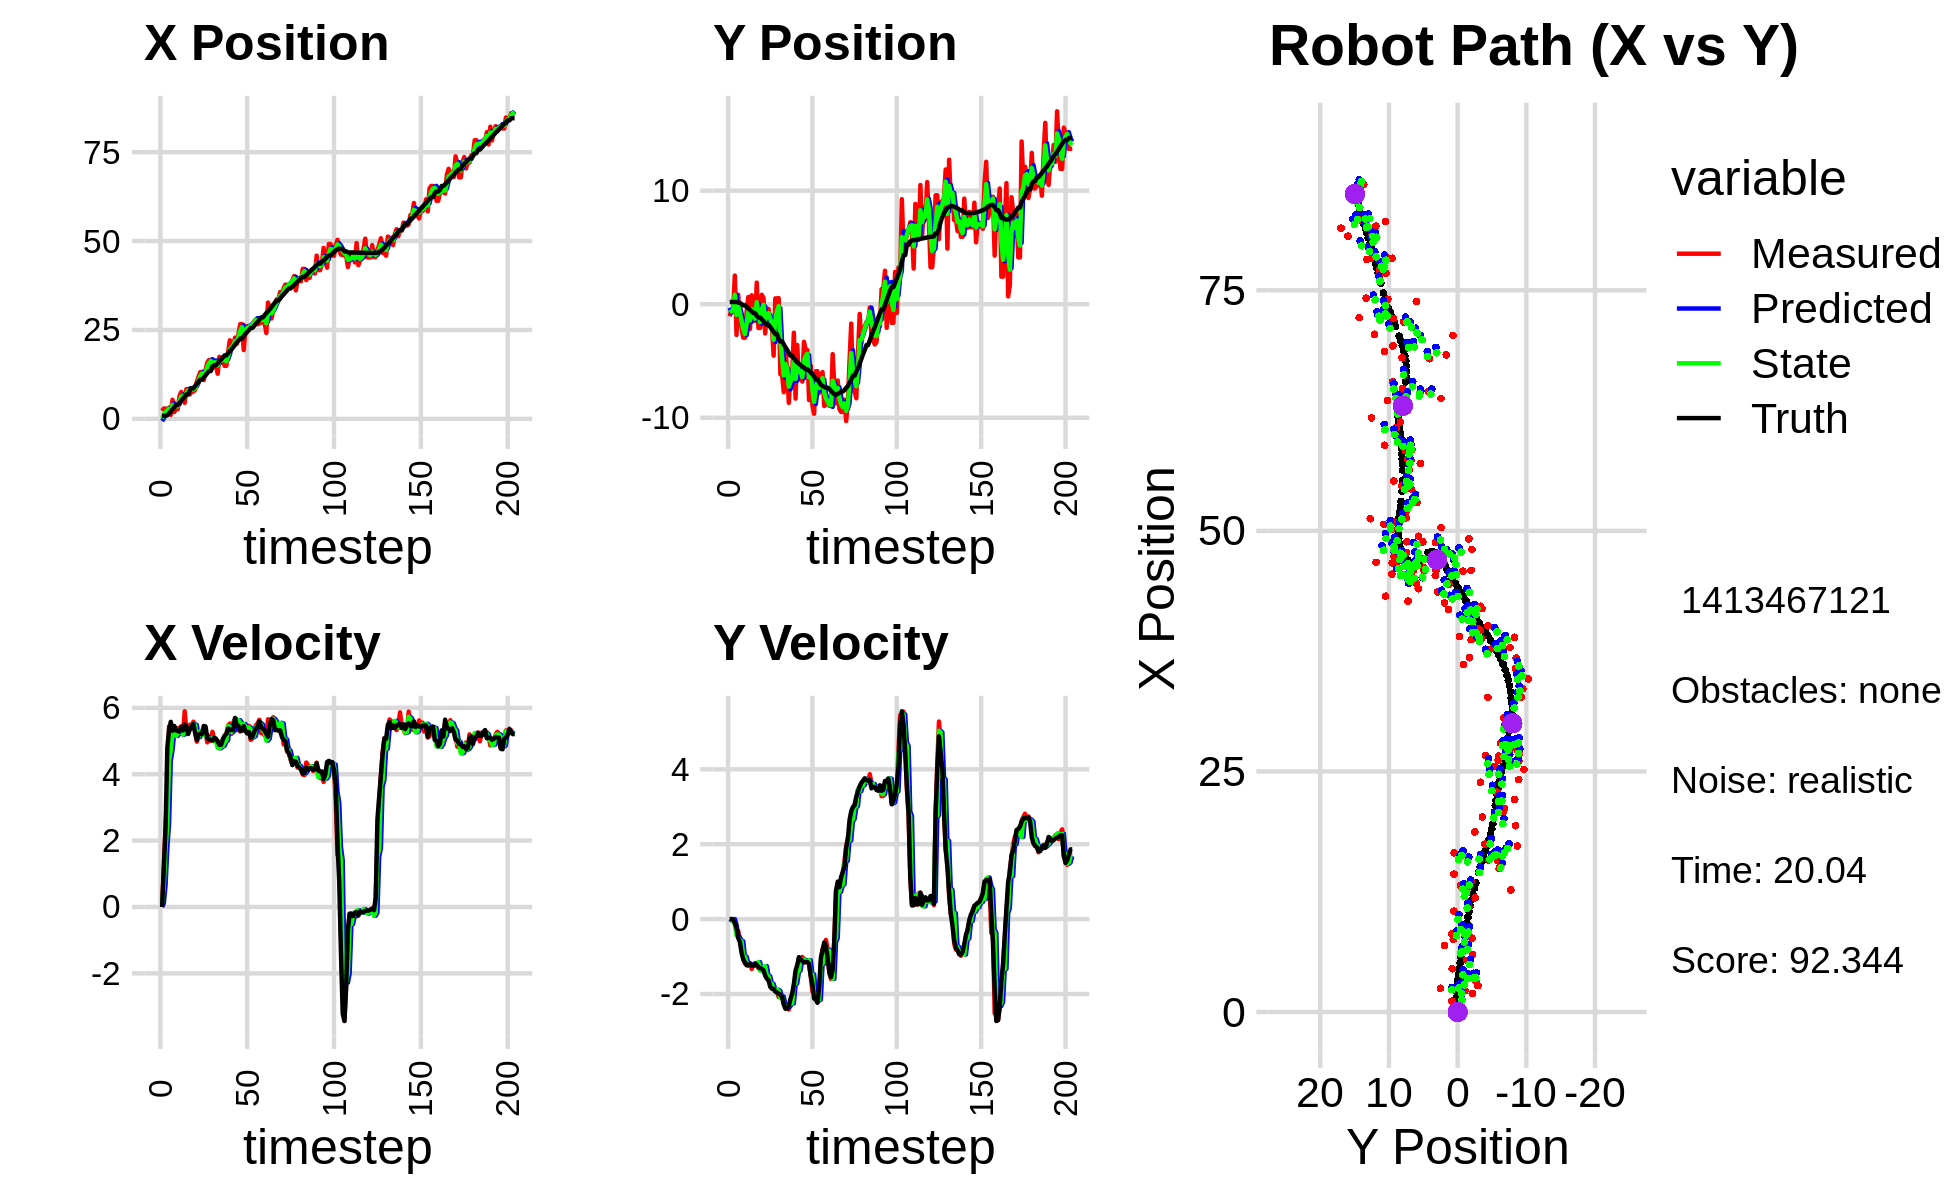 X Position
75
50
25
0
0
50
100
150
200
timestep
Y Position
10
0
-10
0
50
100
150
200
timestep
X Velocity
6
4
2
0
-2
0
50
100
150
200
timestep
Y Velocity
4
2
0
-2
0
50
100
150
200
timestep
Robot Path (X vs Y)
X Position
75
50
25
0
20
10
0
-10
-20
Y Position
variable
Measured
Predicted
State
Truth
1413467121
Obstacles: none
Noise: realistic
Time: 20.04
Score: 92.344